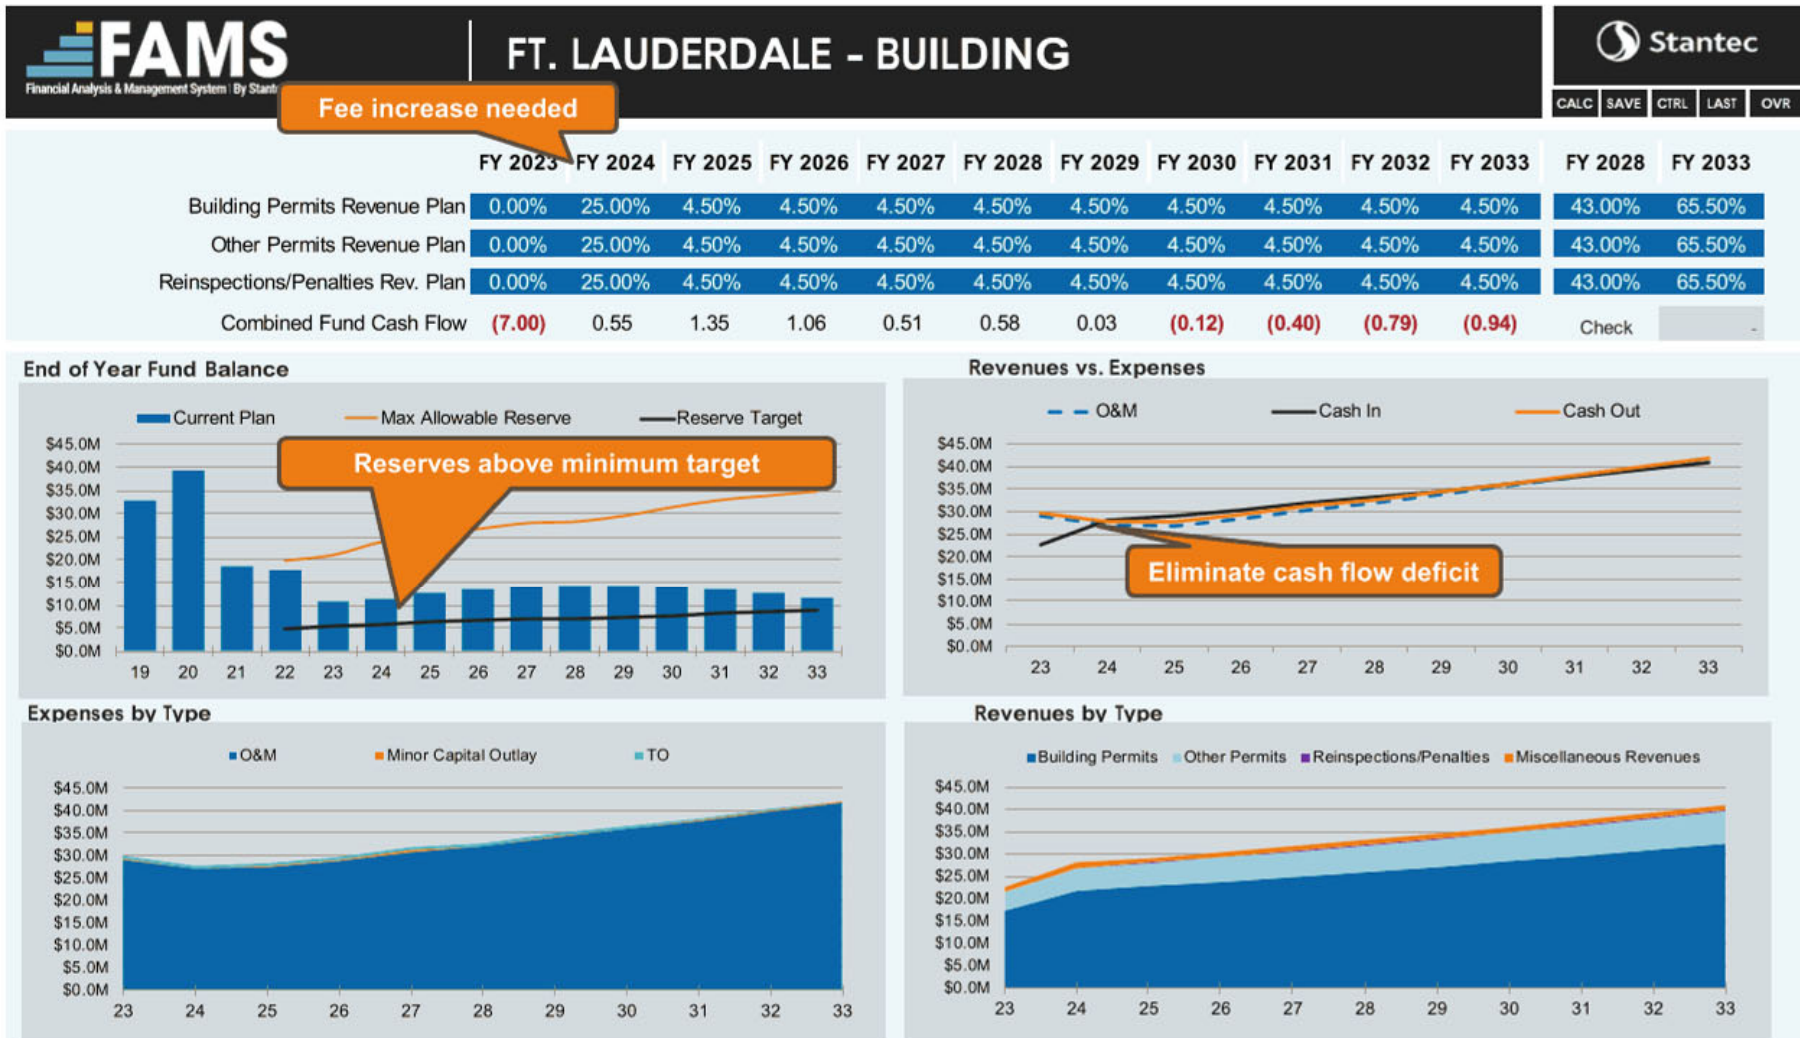 FAMS
Financial Analysis & Management System | By
FT. LAUDERDALE - BUILDING
Stantec
CALC SAVE CTRL LAST OVR
Fee increase needed
FY 2023 FY 2024 FY 2025 FY 2026 FY 2027 FY 2028 FY 2029 FY 2030 FY 2031 FY 2032 FY 2033 FY 2028 FY 2033
Building Permits Revenue Plan 0.00% 25.00% 4.50% 4.50% 4.50% 4.50% 4.50% 4.50% 4.50% 4.50% 4.50% 43.00% 65.50%
Other Permits Revenue Plan 0.00% 25.00% 4.50% 4.50% 4.50% 4.50% 4.50% 4.50% 4.50% 4.50% 4.50% 43.00% 65.50%
Reinspections/Penalties Rev. Plan 0.00% 25.00% 4.50% 4.50% 4.50% 4.50% 4.50% 4.50% 4.50% 4.50% 4.50% 43.00% 65.50%
Combined Fund Cash Flow (7.00) 0.55 1.35 1.06 0.51 0.58 0.03 (0.12) (0.40) (0.79) (0.94) Check -
End of Year Fund Balance
Current Plan Max Allowable Reserve Reserve Target
Reserves above minimum target
$45.0M
$40.0M
$35.0M
$30.0M
$25.0M
$20.0M
$15.0M
$10.0M
$5.0M
$0.0M
19 20 21 22 23 24 25 26 27 28 29 30 31 32 33
Revenues vs. Expenses
O&M Cash In Cash Out
$45.0M
$40.0M
$35.0M
$30.0M
$25.0M
$20.0M
$15.0M
$10.0M
$5.0M
$0.0M
Eliminate cash flow deficit
23 24 25 26 27 28 29 30 31 32 33
Expenses by Type
O&M Minor Capital Outlay TO
$45.0M
$40.0M
$35.0M
$30.0M
$25.0M
$20.0M
$15.0M
$10.0M
$5.0M
$0.0M
23 24 25 26 27 28 29 30 31 32 33
Revenues by Type
Building Permits Other Permits Reinspections/Penalties Miscellaneous Revenues
$45.0M
$40.0M
$35.0M
$30.0M
$25.0M
$20.0M
$15.0M
$10.0M
$5.0M
$0.0M
23 24 25 26 27 28 29 30 31 32 33